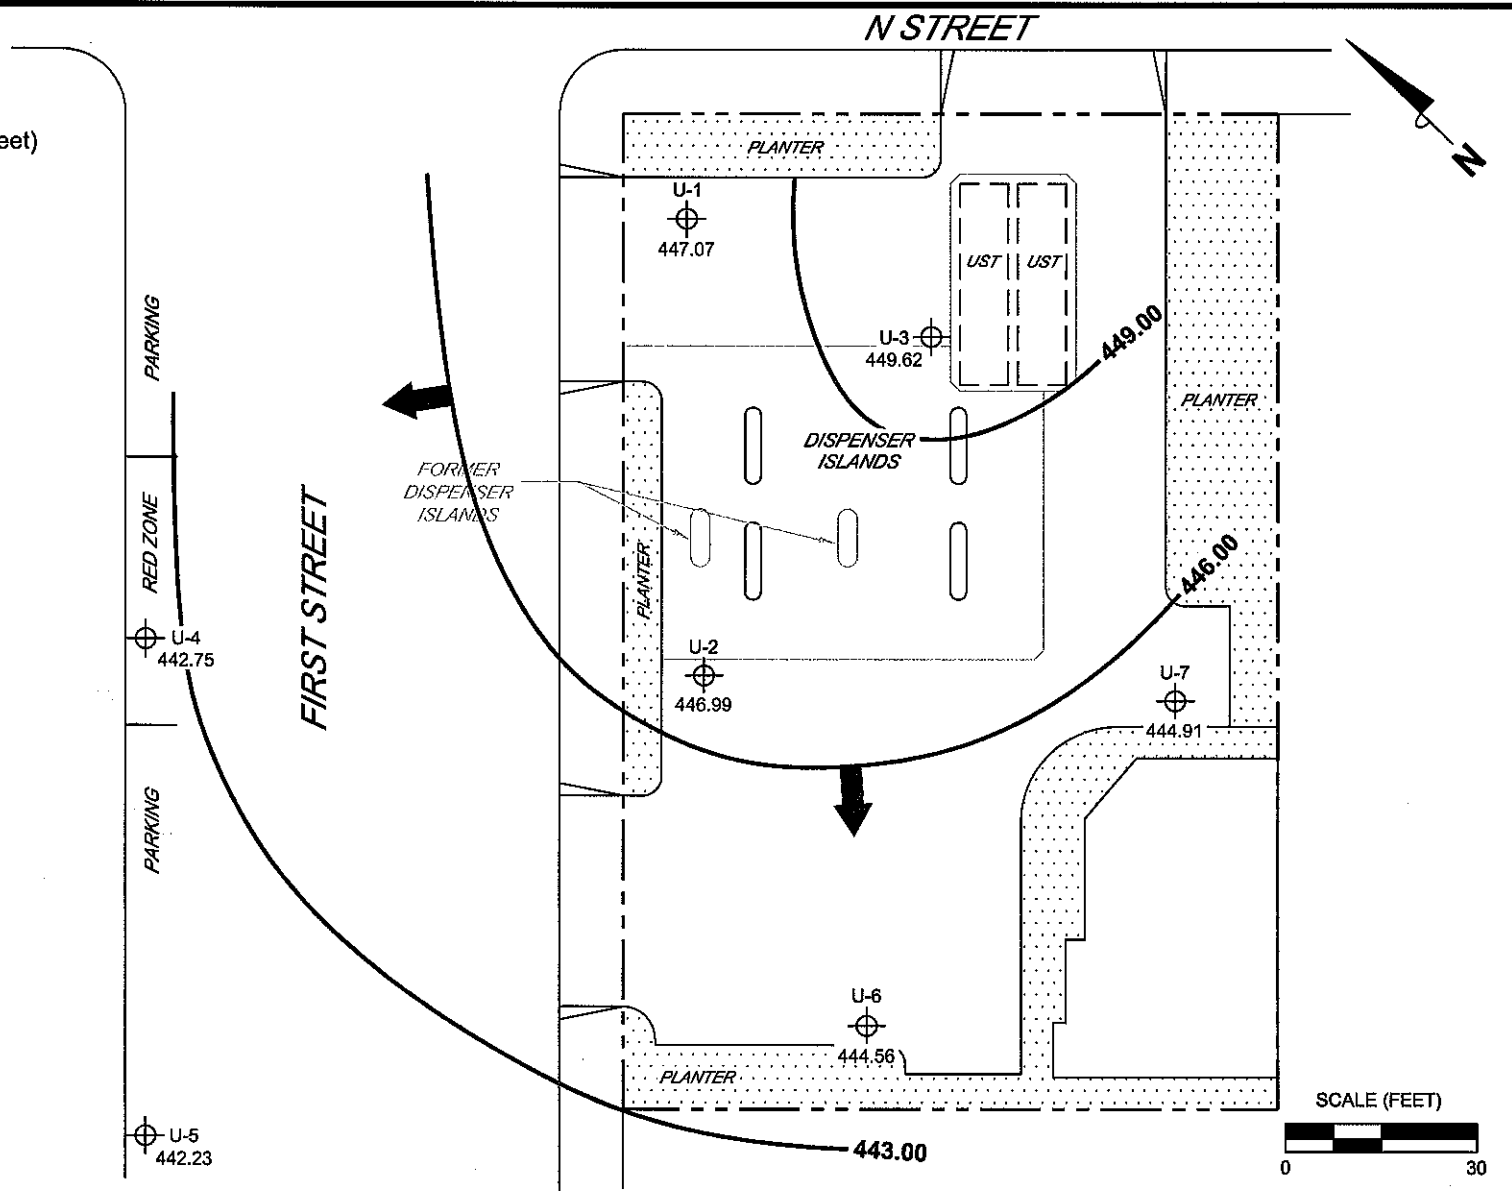 N STREET
eet)
N
PLANTER
U-1
447.07
UST
UST
PARKING
449.00
U-3
449.62
PLANTER
DISPENSER
ISLANDS
FORMER
DISPENSER
ISLANDS
RED ZONE
FIRST STREET
PLANTER
446.00
U-4
442.75
U-2
446.99
U-7
444.91
PARKING
U-6
444.56
PLANTER
SCALE (FEET)
0 30
U-5
442.23
443.00